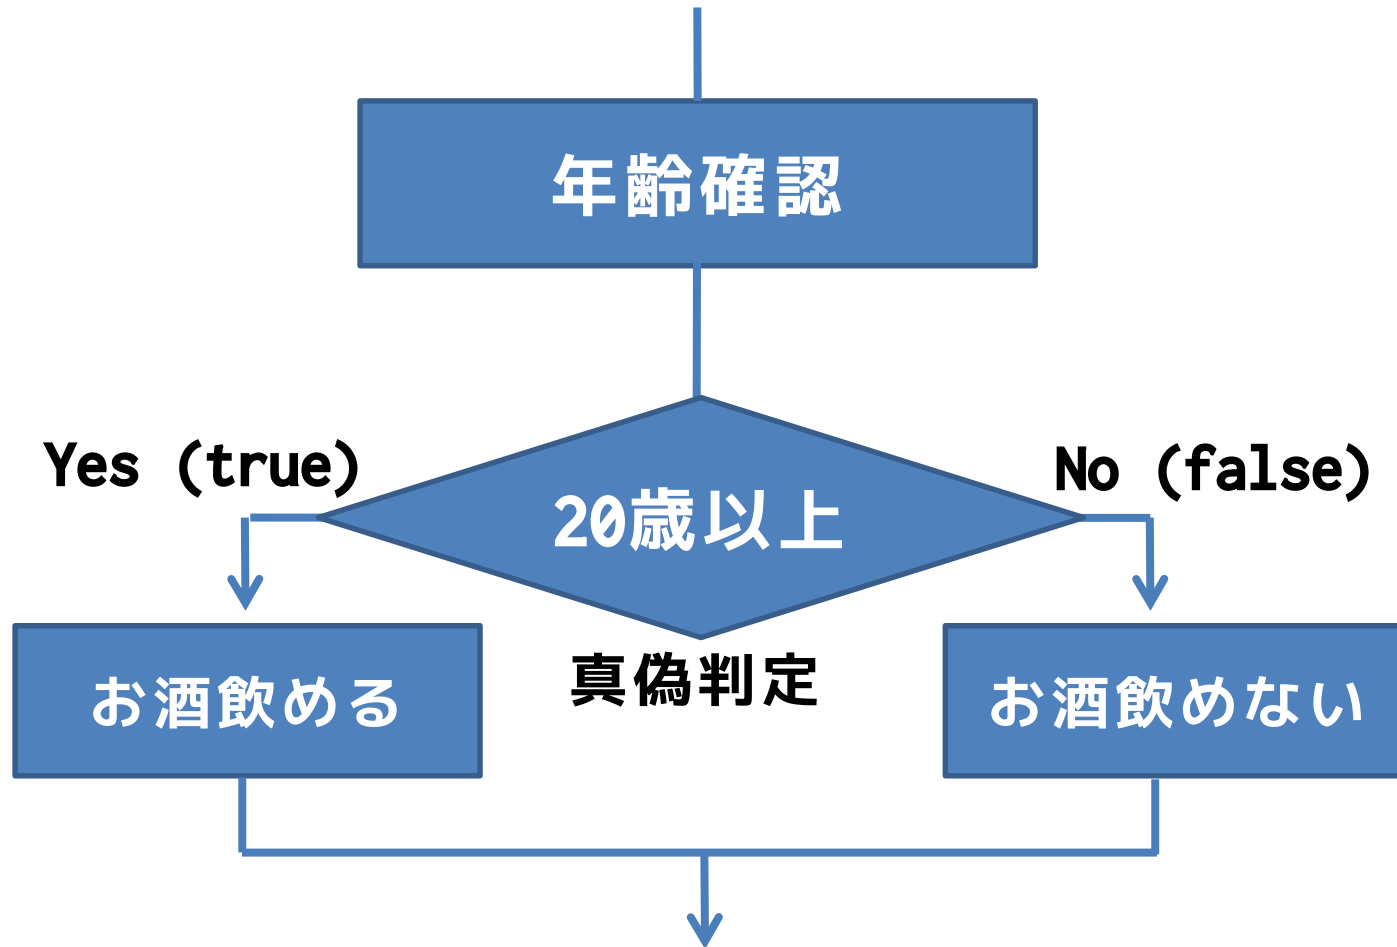 年齢確認
Yes (true)
No (false)
20歳以上
真偽判定
お酒飲める
お酒飲めない